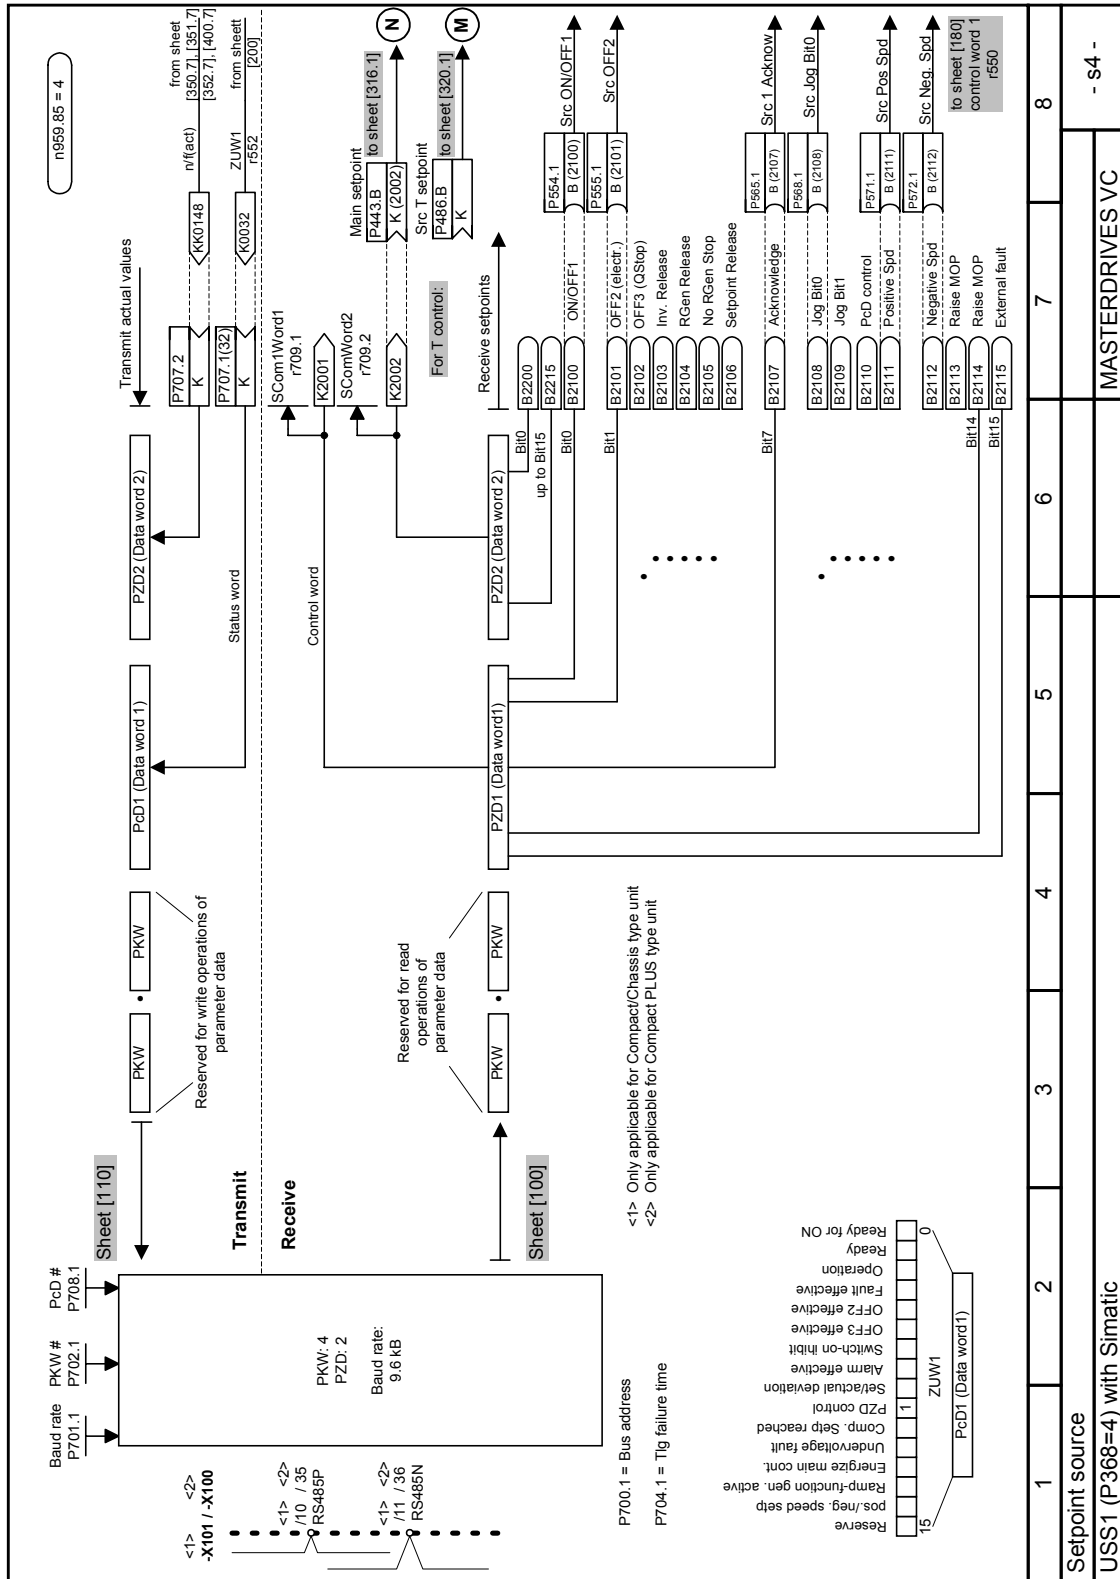 n959.85 = 4
Baud rate
P701.1
PKW #
P702.1
PcD #
P708.1
Sheet [110]
PKW
PKW
PcD1 (Data word 1)
PZD2 (Data word 2)
Transmit actual values
Reserved for write operations of
parameter data
P707.2
K
KK0148
n/f(act)
from sheet
[350.7], [351.7]
[352.7], [400.7]
P707.1(32)
K
K0032
ZUW1
r552
from sheett
[200]
Status word
Transmit
Receive
Control word
SCom1Word1
r709.1
K2001
SComWord2
r709.2
K2002
Main setpoint
P443.B
K (2002)
to sheet [316.1]
N
For T control:
Src T setpoint
P486.B
K
to sheet [320.1]
M
<1>
<2>
-X101 / -X100
<1>
<2>
/10
/ 35
RS485P
<1>
<2>
/11
/ 36
RS485N
PKW: 4
PZD: 2
Baud rate:
9.6 kB
Reserved for read
operations of
parameter data
Sheet [100]
PKW
PKW
PZD1 (Data word1)
PZD2 (Data word 2)
Receive setpoints
Bit0
B2200
up to Bit15
B2215
Bit0
B2100
ON/OFF1
P554.1
B (2100)
Src ON/OFF1
Bit1
B2101
OFF2 (electr.)
P555.1
B (2101)
Src OFF2
B2102
OFF3 (QStop)
B2103
Inv. Release
B2104
RGen Release
B2105
No RGen Stop
B2106
Setpoint Release
Bit7
B2107
Acknowledge
P565.1
B (2107)
Src 1 Acknow
B2108
Jog Bit0
P568.1
B (2108)
Src Jog Bit0
B2109
Jog Bit1
B2110
PcD control
B2111
Positive Spd
P571.1
B (2111)
Src Pos Spd
B2112
Negative Spd
P572.1
B (2112)
Src Neg. Spd
B2113
Raise MOP
Bit14
B2114
Raise MOP
Bit15
B2115
External fault
to sheet [180]
control word 1
r550
P700.1 = Bus address
P704.1 = Tlg failure time
<1> Only applicable for Compact/Chassis type unit
<2> Only applicable for Compact PLUS type unit
Reserve
pos./neg. speed setp
Ramp-function gen. active
Energize main cont.
Undervoltage fault
Comp. Setp reached
PZD control
Set/actual deviation
Alarm effective
Switch-on ihibit
OFF3 effective
OFF2 effective
Fault effective
Operation
Ready
Ready for ON
1
15
ZUW1
0
PcD1 (Data word1)
1
2
3
4
5
6
7
8
Setpoint source
- s4 -
USS1 (P368=4) with Simatic
MASTERDRIVES VC